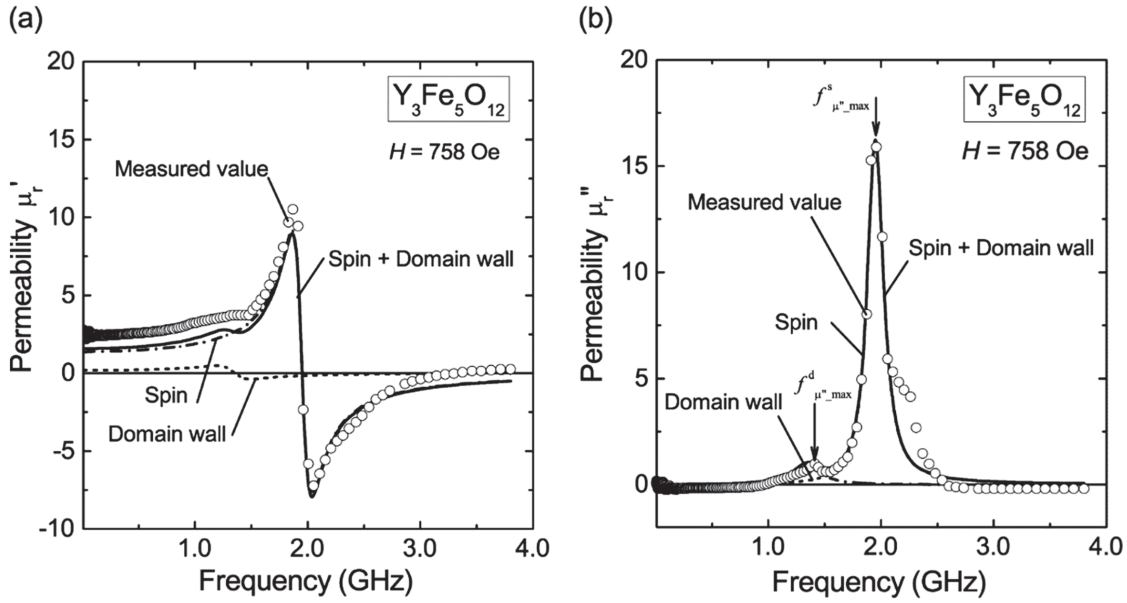 (a)
20
15
10
5
0
-5
-10
1.0 2.0 3.0 4.0
Frequency (GHz)
Permeability μr'
Y3Fe5O12
H = 758 Oe
Measured value
Spin + Domain wall
Spin
Domain wall
(b)
20
15
10
5
0
1.0 2.0 3.0 4.0
Frequency (GHz)
Permeability μr"
f s μ"_max
Y3Fe5O12
H = 758 Oe
Measured value
Spin + Domain wall
Spin
f d μ"_max
Domain wall